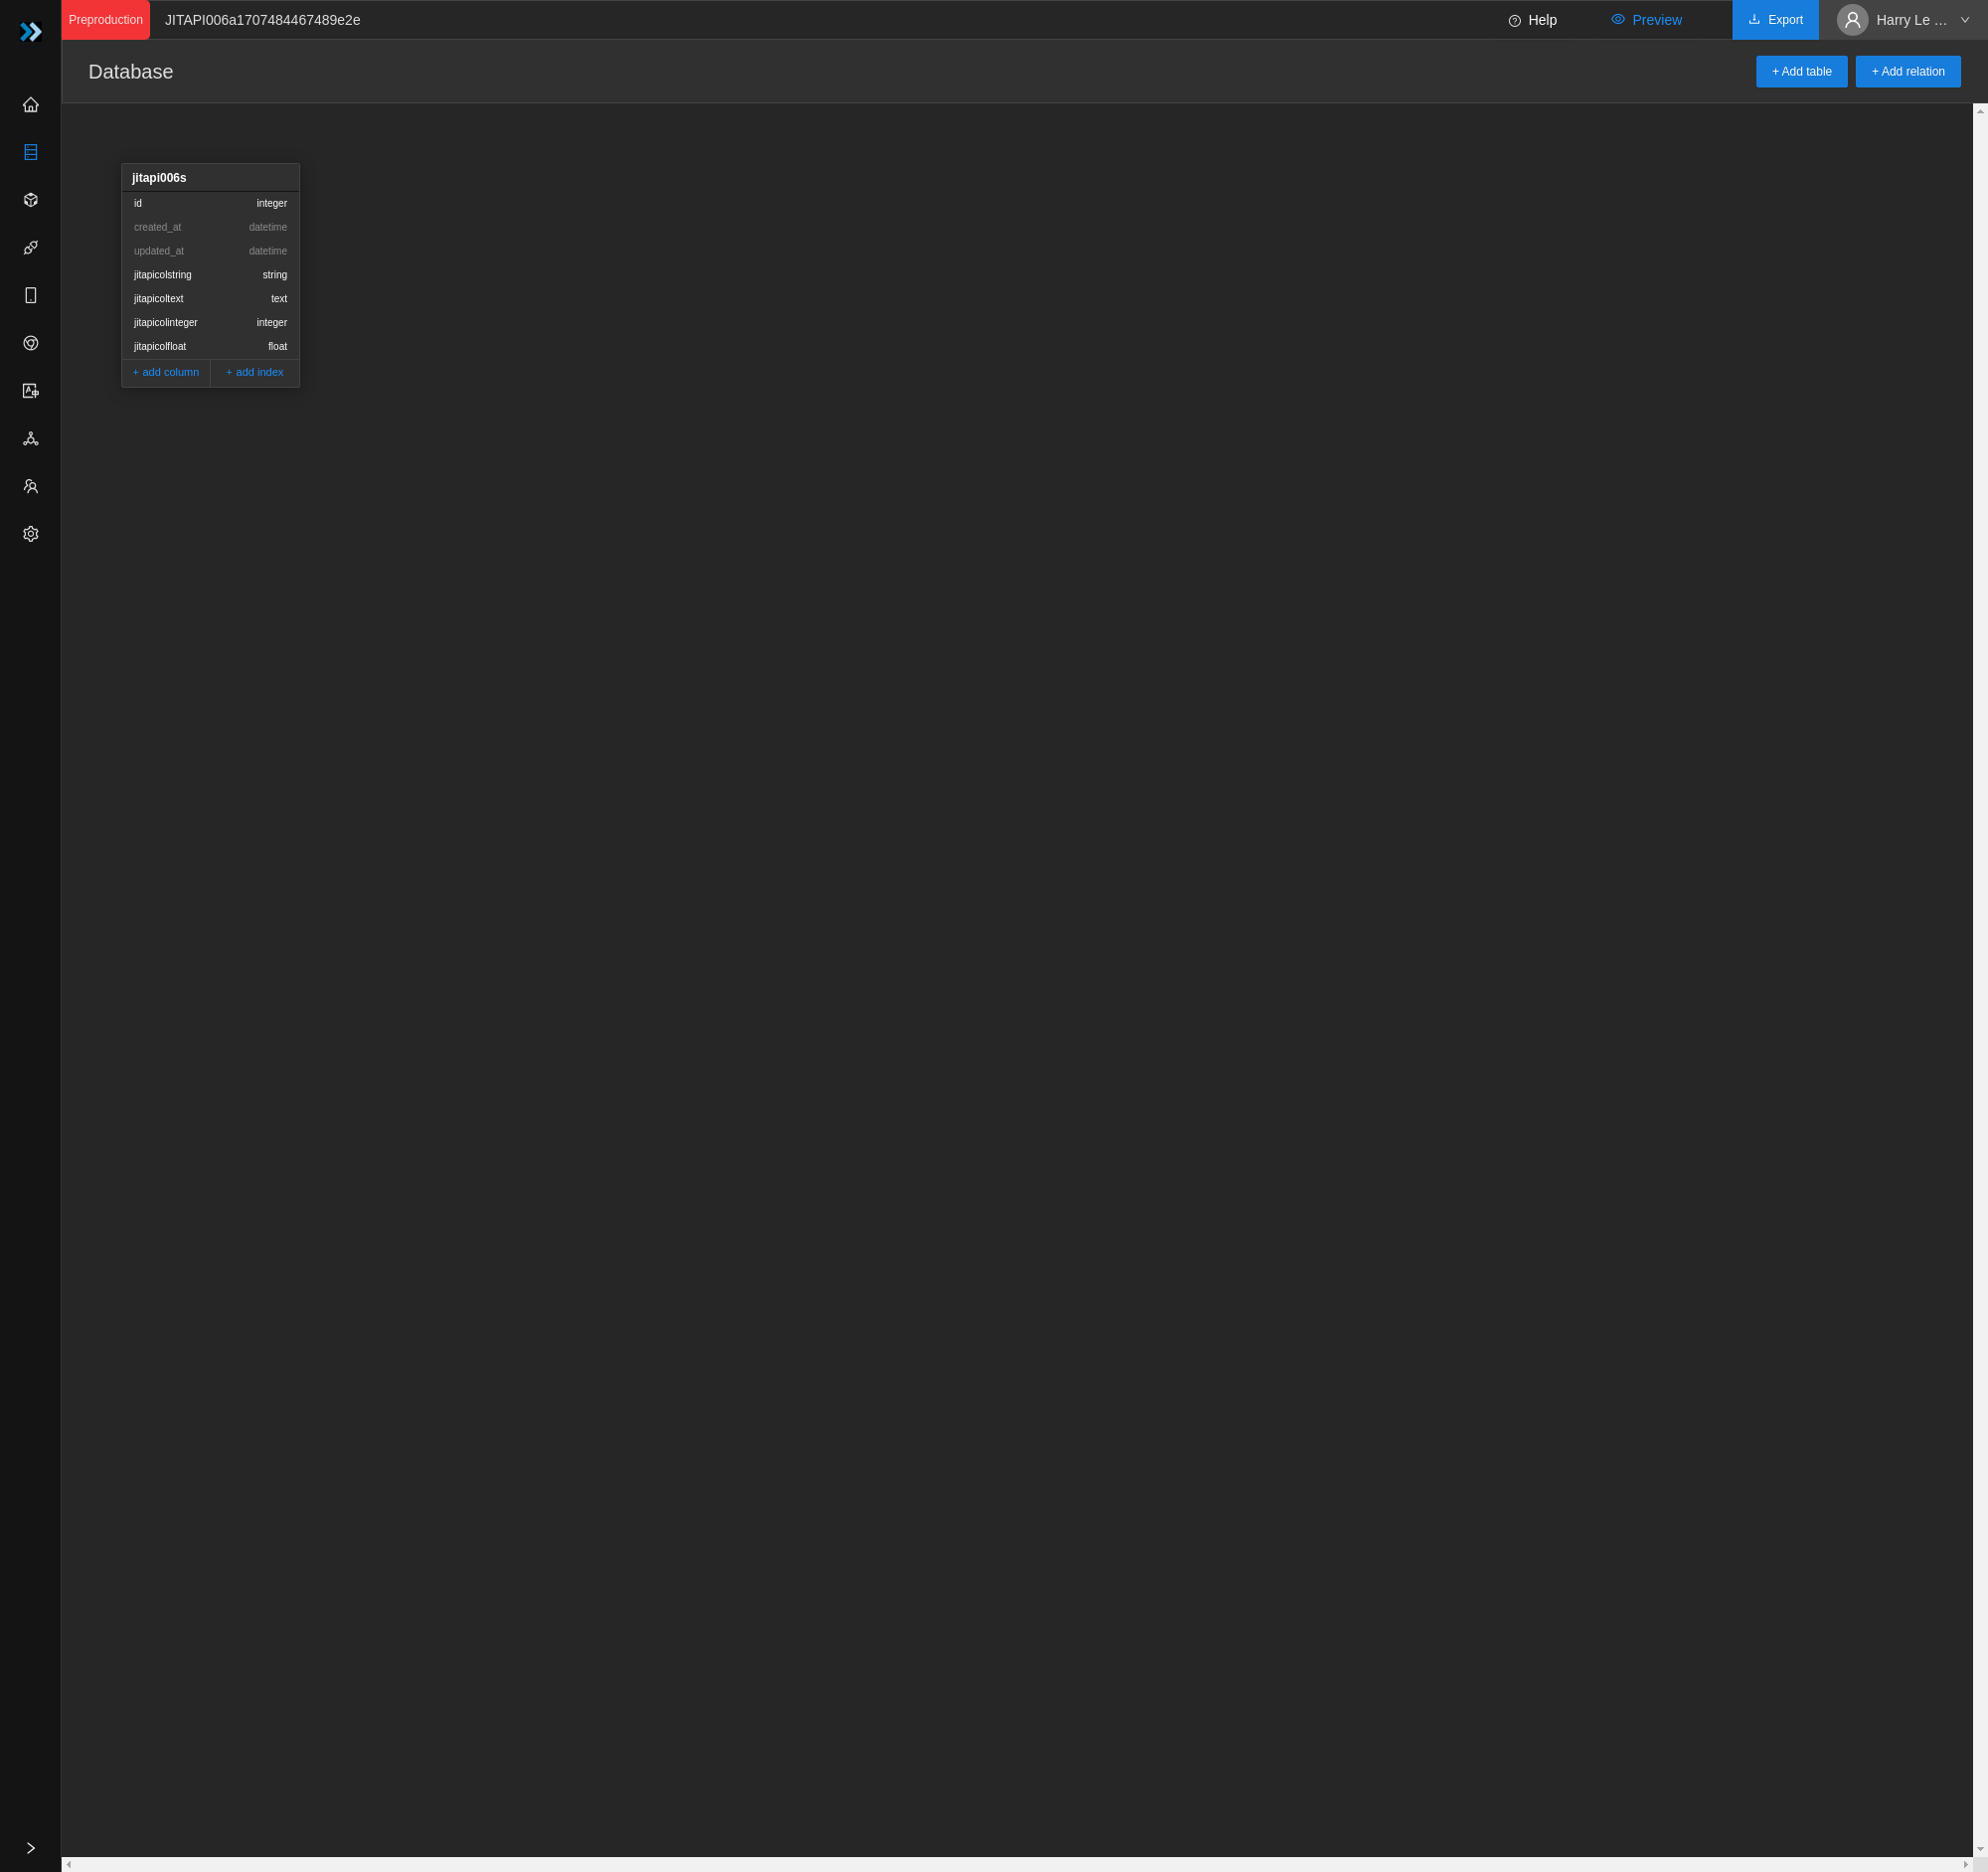 Preproduction JITAPI006a1707484467489e2e Help Preview Export Harry Le ...
Database + Add table + Add relation
jitapi006s
id integer
created_at datetime
updated_at datetime
jitapicolstring string
jitapicoltext text
jitapicolinteger integer
jitapicolfloat float
+ add column + add index